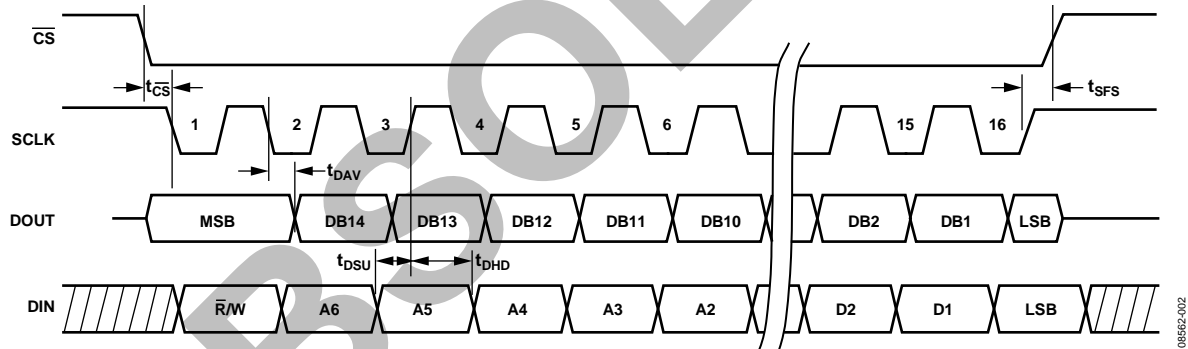 CS
tCS
tSFS
SCLK
1 2 3 4 5 6 15 16
tDAV
DOUT
MSB DB14 DB13 DB12 DB11 DB10 DB2 DB1 LSB
tDSU tDHD
DIN
R/W A6 A5 A4 A3 A2 D2 D1 LSB
08562-002